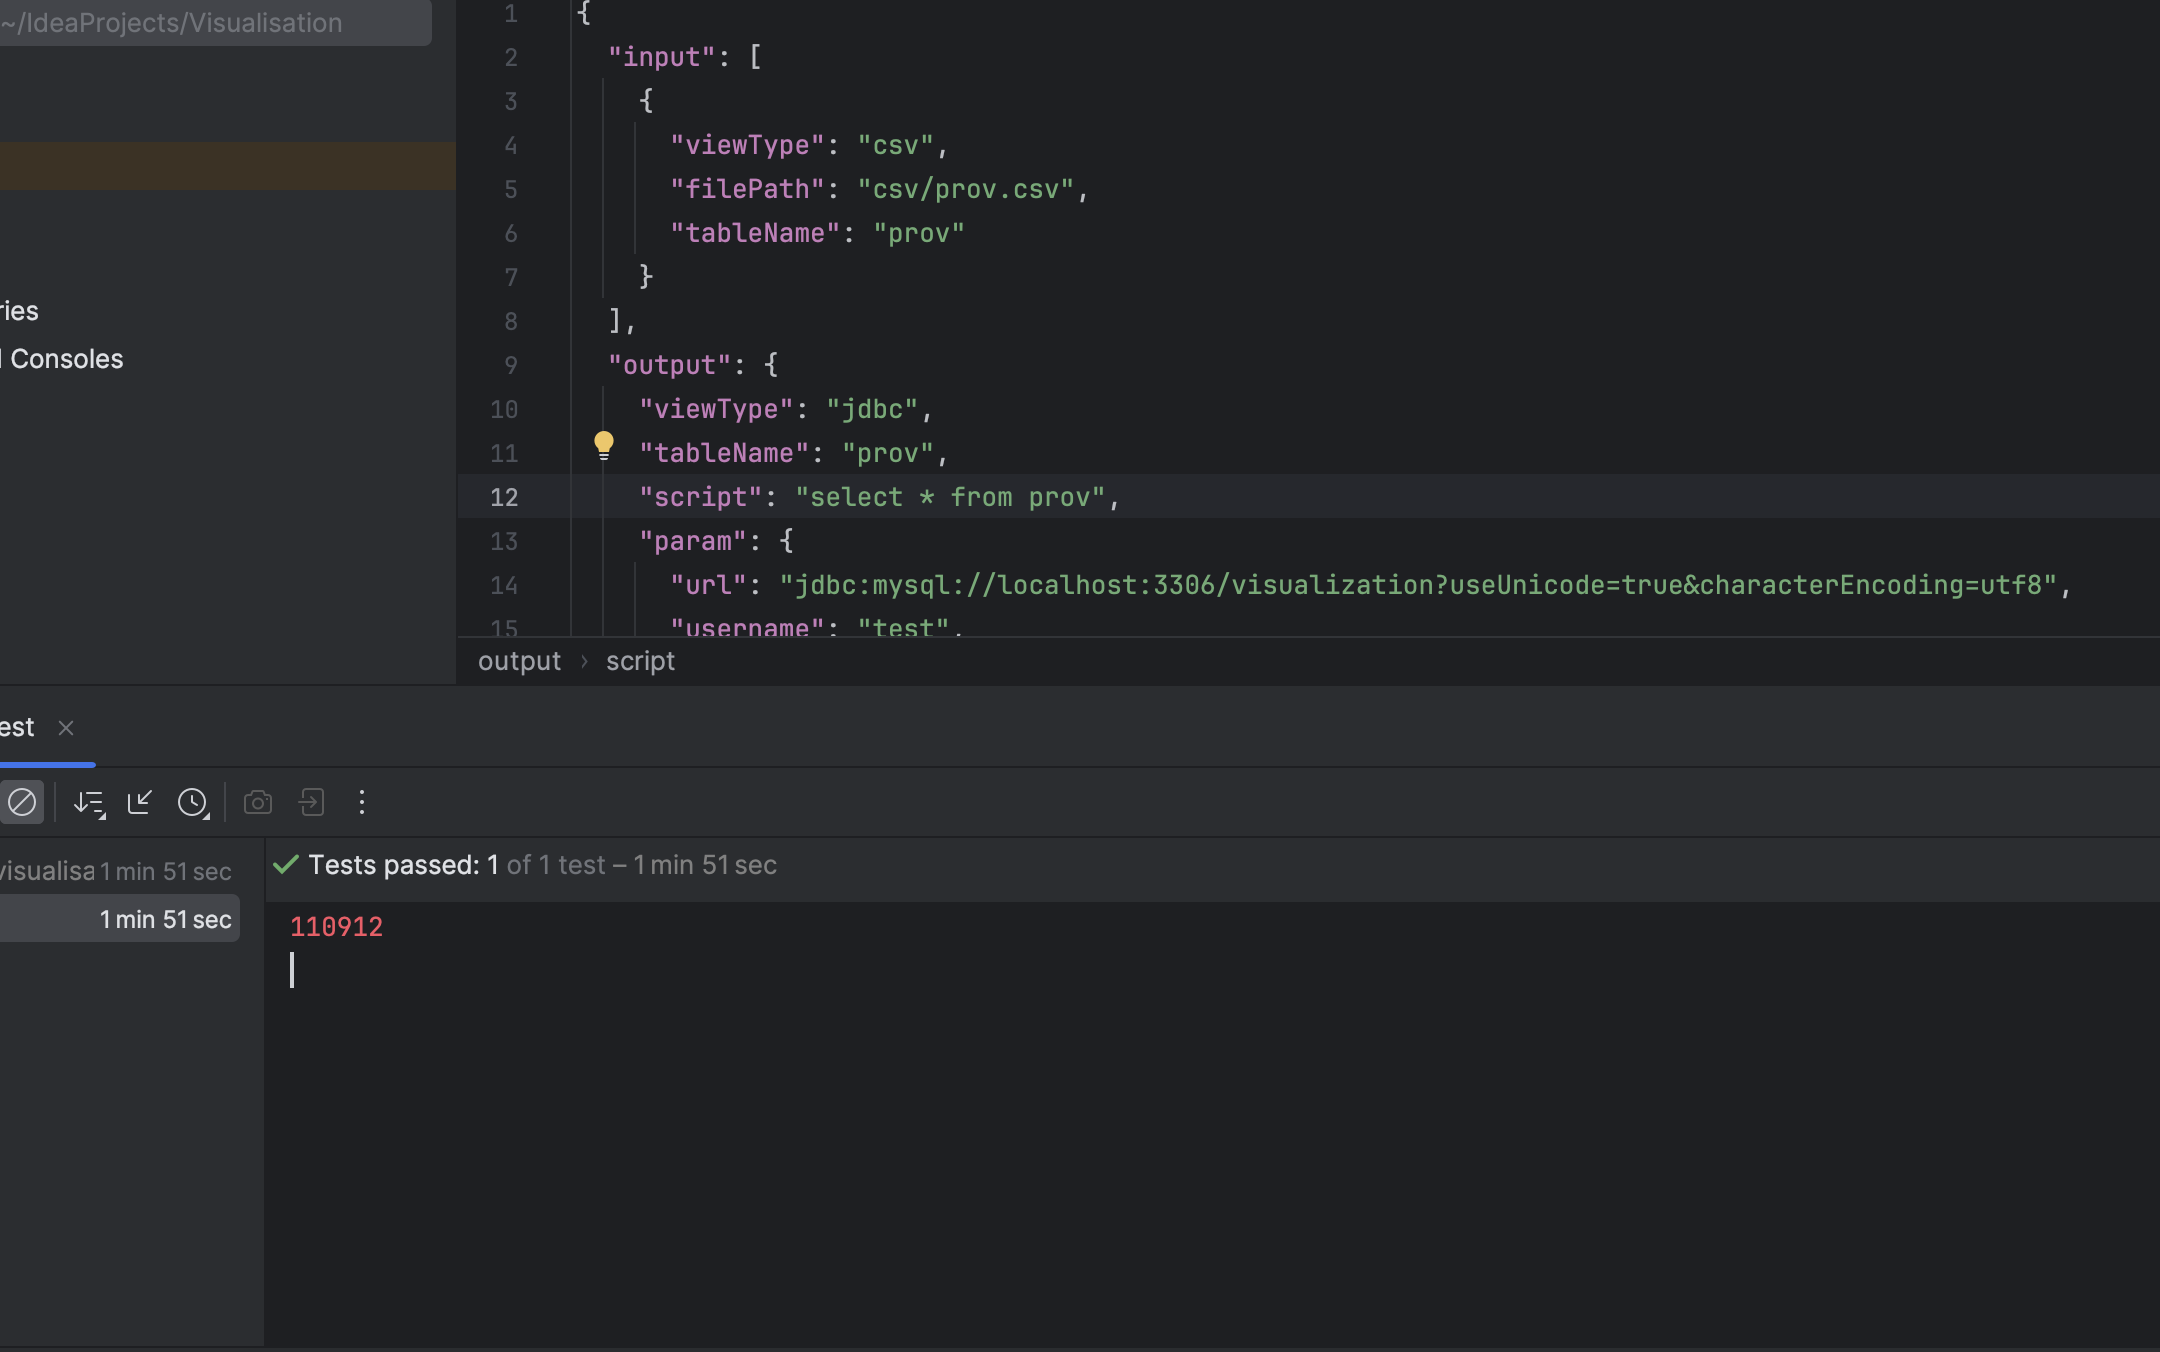 ~/IdeaProjects/Visualisation
ries
Consoles
1 {
2 "input": [
3 {
4 "viewType": "csv",
5 "filePath": "csv/prov.csv",
6 "tableName": "prov"
7 }
8 ],
9 "output": {
10 "viewType": "jdbc",
11 "tableName": "prov",
12 "script": "select * from prov",
13 "param": {
14 "url": "jdbc:mysql://localhost:3306/visualization?useUnicode=true&characterEncoding=utf8",
15 "username": "test",
output › script
est
visualisa 1 min 51 sec
1 min 51 sec
Tests passed: 1 of 1 test – 1 min 51 sec
110912